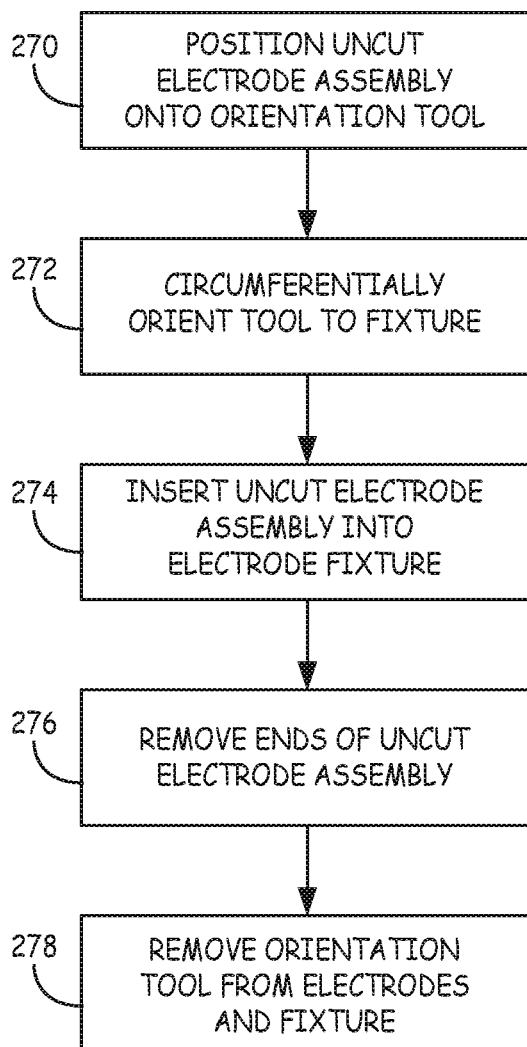 270
POSITION UNCUT
ELECTRODE ASSEMBLY
ONTO ORIENTATION TOOL
272
CIRCUMFERENTIALLY
ORIENT TOOL TO FIXTURE
274
INSERT UNCUT ELECTRODE
ASSEMBLY INTO
ELECTRODE FIXTURE
276
REMOVE ENDS OF UNCUT
ELECTRODE ASSEMBLY
278
REMOVE ORIENTATION
TOOL FROM ELECTRODES
AND FIXTURE